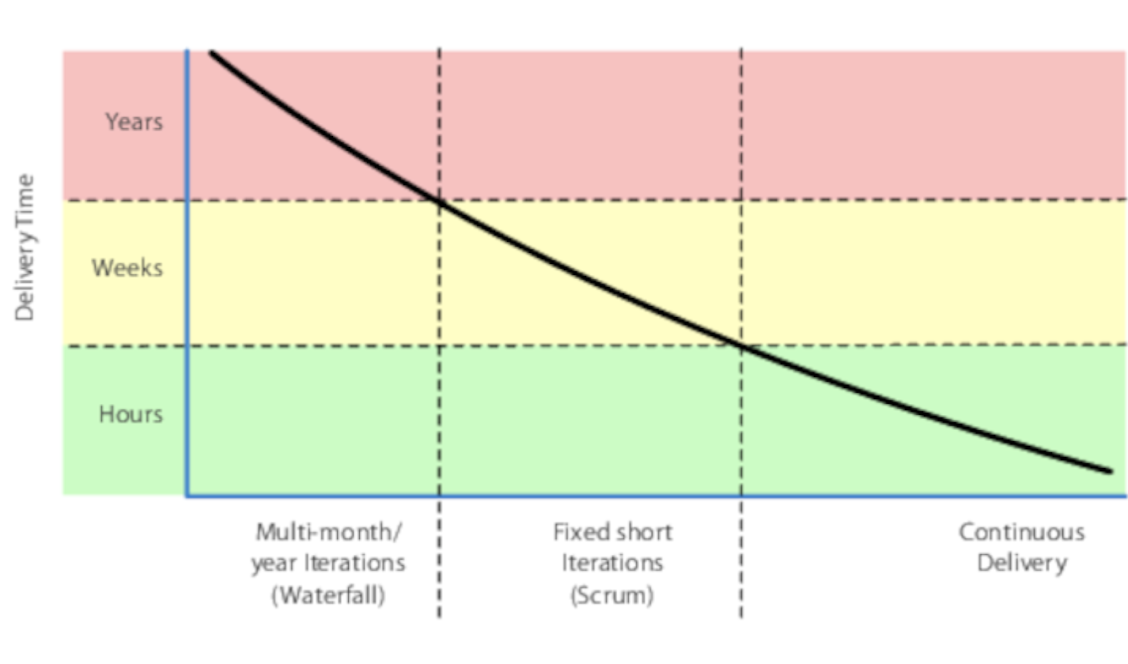 Delivery Time
Years
Weeks
Hours
Multi-month/
year Iterations
(Waterfall)
Fixed short
Iterations
(Scrum)
Continuous
Delivery